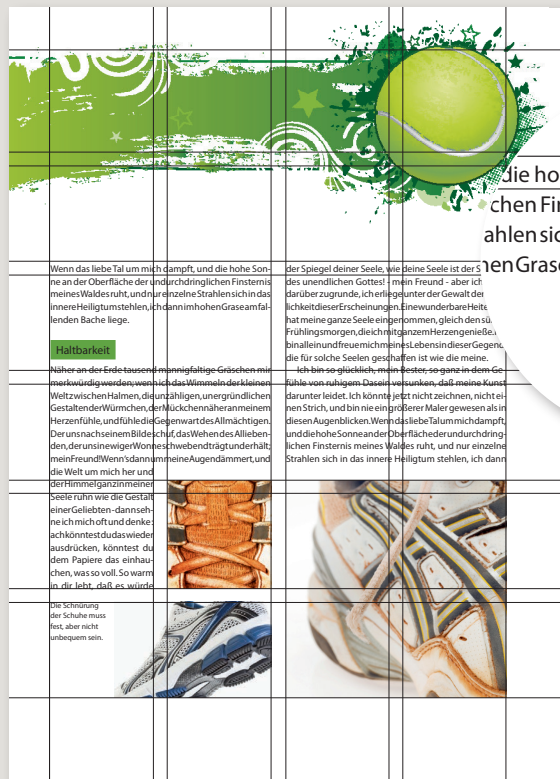 Wenn das liebe Tal um mich dampft, und die hohe Son-
ne an der Oberfläche der undurchdringlichen Finsternis
meines Waldes ruht, und nur einzelne Strahlen sich in das
innere Heiligtum stehlen, ich dann im hohen Grase am fal-
lenden Bache liege.
Haltbarkeit
Näher an der Erde tausend mannigfaltige Gräschen mir
merkwürdig werden; wenn ich das Wimmeln der kleinen
Welt zwischen Halmen, die unzähligen, unergründlichen
Gestalten der Würmchen, der Mückchen näher an meinem
Herzen fühle, und fühle die Gegenwart des Allmächtigen.
Der uns nach seinem Bilde schuf, das Wehen des Allieben-
den, der uns in ewiger Wonne schwebend trägt und erhält;
mein Freund! Wenn's dann um meine Augen dämmert, und
die Welt um mich her und
der Himmel ganz in meiner
Seele ruhn wie die Gestalt
einer Geliebten - dann seh-
ne ich mich oft und denke :
ach könntest du das wieder
ausdrücken, könntest du
dem Papiere das einhau-
chen, was so voll. So warm
in dir lebt, daß es würde
Die Schnürung
der Schuhe muss
fest, aber nicht
unbequem sein.
der Spiegel deiner Seele, wie deine Seele ist der S
des unendlichen Gottes! - mein Freund - aber ich
darüber zugrunde, ich erliege unter der Gewalt der
lichkeit dieser Erscheinungen. Eine wunderbare Heite
hat meine ganze Seele eingenommen, gleich den sü
Frühlingsmorgen, die ich mit ganzem Herzen genieße.
bin allein und freue mich meines Lebens in dieser Gegend,
die für solche Seelen geschaffen ist wie die meine.
Ich bin so glücklich, mein Bester, so ganz in dem Ge-
fühle von ruhigem Dasein versunken, daß meine Kunst
darunter leidet. Ich könnte jetzt nicht zeichnen, nicht ei-
nen Strich, und bin nie ein größerer Maler gewesen als in
diesen Augenblicken. Wenn das liebe Tal um mich dampft,
und die hohe Sonne an der Oberfläche der undurchdring-
lichen Finsternis meines Waldes ruht, und nur einzelne
Strahlen sich in das innere Heiligtum stehlen, ich dann
die ho
chen Fin
ahlen sic
hen Gras